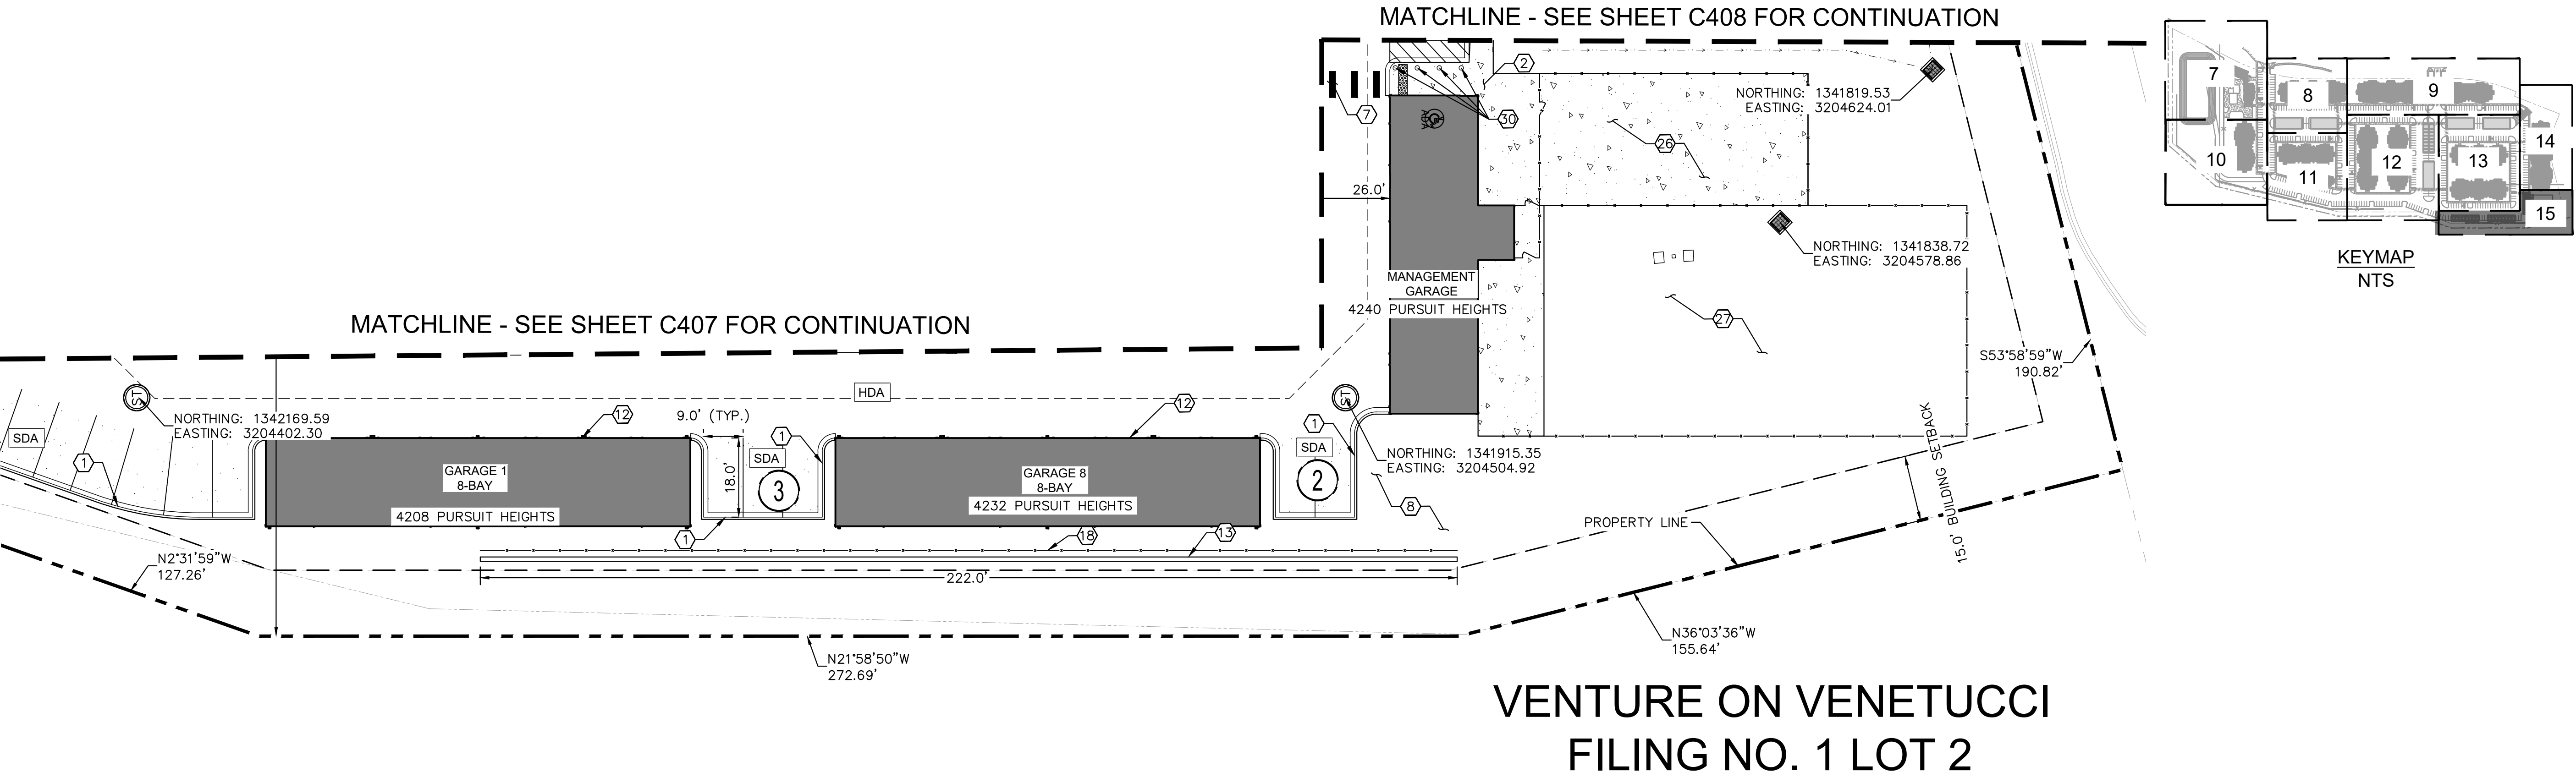 MATCHLINE - SEE SHEET C408 FOR CONTINUATION
7
8
9
10
11
12
13
14
15
KEYMAP
NTS
2
7
30
26
NORTHING: 1341819.53
EASTING: 3204624.01
26.0'
NORTHING: 1341838.72
EASTING: 3204578.86
MANAGEMENT
GARAGE
4240 PURSUIT HEIGHTS
27
S53°58'59"W
190.82'
MATCHLINE - SEE SHEET C407 FOR CONTINUATION
HDA
ST
NORTHING: 1342169.59
EASTING: 3204402.30
SDA
1
12
9.0' (TYP.)
1
12
ST
1
SDA
18.0'
3
SDA
2
NORTHING: 1341915.35
EASTING: 3204504.92
GARAGE 1
8-BAY
4208 PURSUIT HEIGHTS
GARAGE 8
8-BAY
4232 PURSUIT HEIGHTS
8
1
18
13
PROPERTY LINE
15.0' BUILDING SETBACK
N2°31'59"W
127.26'
222.0'
N21°58'50"W
272.69'
N36°03'36"W
155.64'
VENTURE ON VENETUCCI
FILING NO. 1 LOT 2